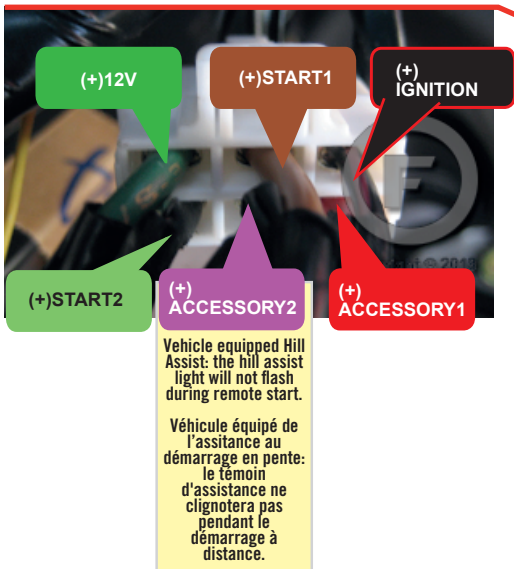 (+)12V
(+)START1
(+)
IGNITION
F
(+)START2
(+)
ACCESSORY2
(+)
ACCESSORY1
Vehicle equipped Hill
Assist: the hill assist
light will not flash
during remote start.
Véhicule équipé de
l'assitance au
démarrage en pente:
le témoin
d'assistance ne
clignotera pas
pendant le
démarrage à
distance.